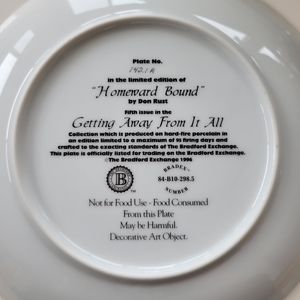 Plate No.
in the limited edition of
"Homeward Bound"
by Don Rust
Fifth issue in the
Getting Away From It All
Collection which is produced on hard-fire porcelain in
an edition limited to a maximum of 95 firing days and
crafted to the exacting standards of The Bradford Exchange.
This plate is officially listed for trading on the Bradford Exchange.
©The Bradford Exchange 1996
B
BRADEX
84-B10-298.5
NUMBER
Not for Food Use - Food Consumed
From this Plate
May be Harmful.
Decorative Art Object.